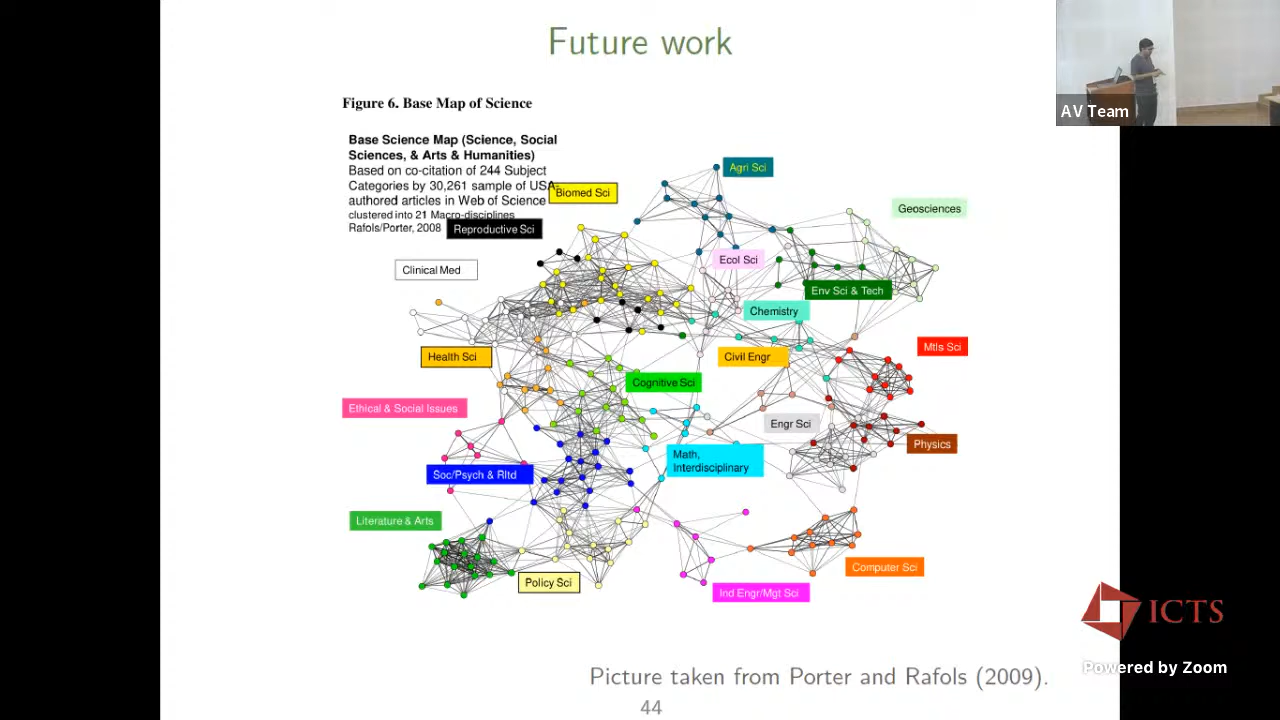 Future work
Figure 6. Base Map of Science
Base Science Map (Science, Social
Sciences, & Arts & Humanities)
Based on co-citation of 244 Subject
Categories by 30,261 sample of USA-
authored articles in Web of Science
clustered into 21 Macro-disciplines
Rafols/Porter, 2008
AV Team
Agri Sci
Biomed Sci
Geosciences
Reproductive Sci
Ecol Sci
Clinical Med
Env Sci & Tech
Chemistry
Mtls Sci
Health Sci
Civil Engr
Cognitive Sci
Ethical & Social Issues
Engr Sci
Physics
Math,
Interdisciplinary
Soc/Psych & Rltd
Literature & Arts
Computer Sci
Policy Sci
Ind Engr/Mgt Sci
ICTS
Powered by Zoom
Picture taken from Porter and Rafols (2009).
44